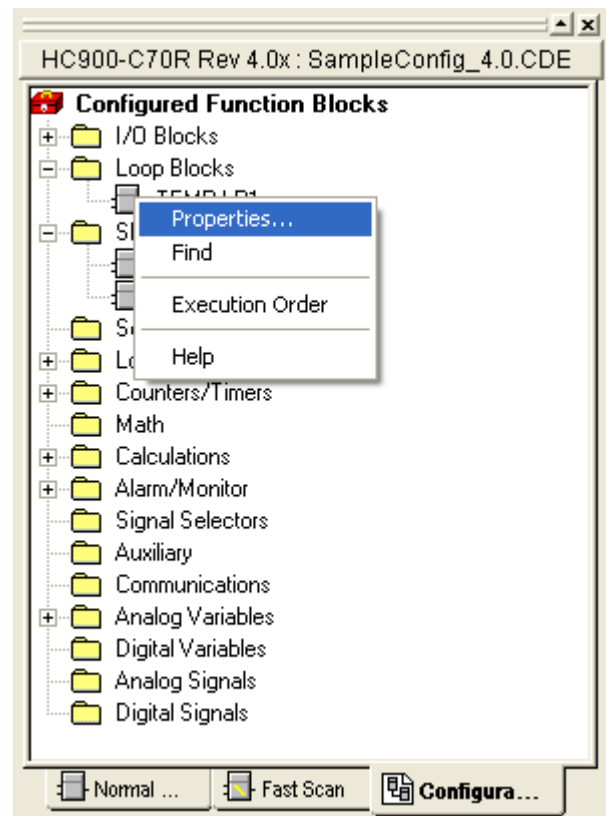 HC900-C70R Rev 4.0x : SampleConfig_4.0.CDE
Configured Function Blocks
I/O Blocks
Loop Blocks
Properties...
Find
Execution Order
Help
Counters/Timers
Math
Calculations
Alarm/Monitor
Signal Selectors
Auxiliary
Communications
Analog Variables
Digital Variables
Analog Signals
Digital Signals
Normal ... Fast Scan Configura...